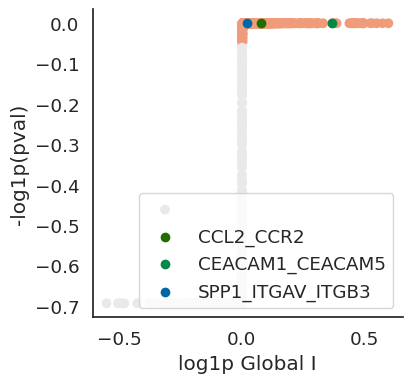 0.0
−0.1
−0.2
−0.3
−0.4
−0.5
−0.6
−0.7
-log1p(pval)
CCL2_CCR2
CEACAM1_CEACAM5
SPP1_ITGAV_ITGB3
−0.5
0.0
0.5
log1p Global I